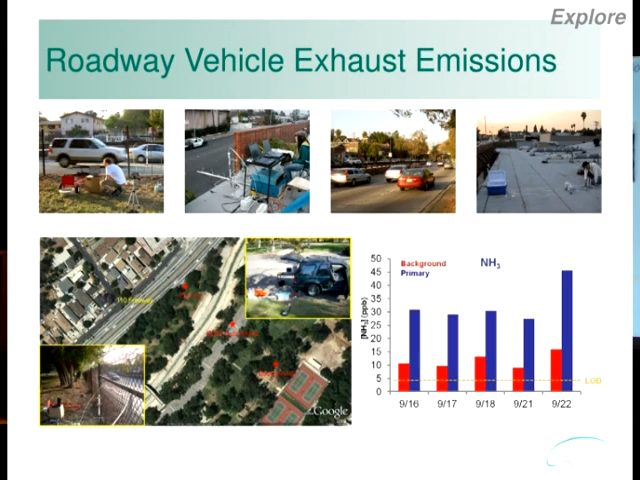 Explore
Roadway Vehicle Exhaust Emissions
110 Freeway
Google
Background
Primary
NH3
[NH3] (ppb)
50
45
40
35
30
25
20
15
10
5
0
LOD
9/16 9/17 9/18 9/21 9/22